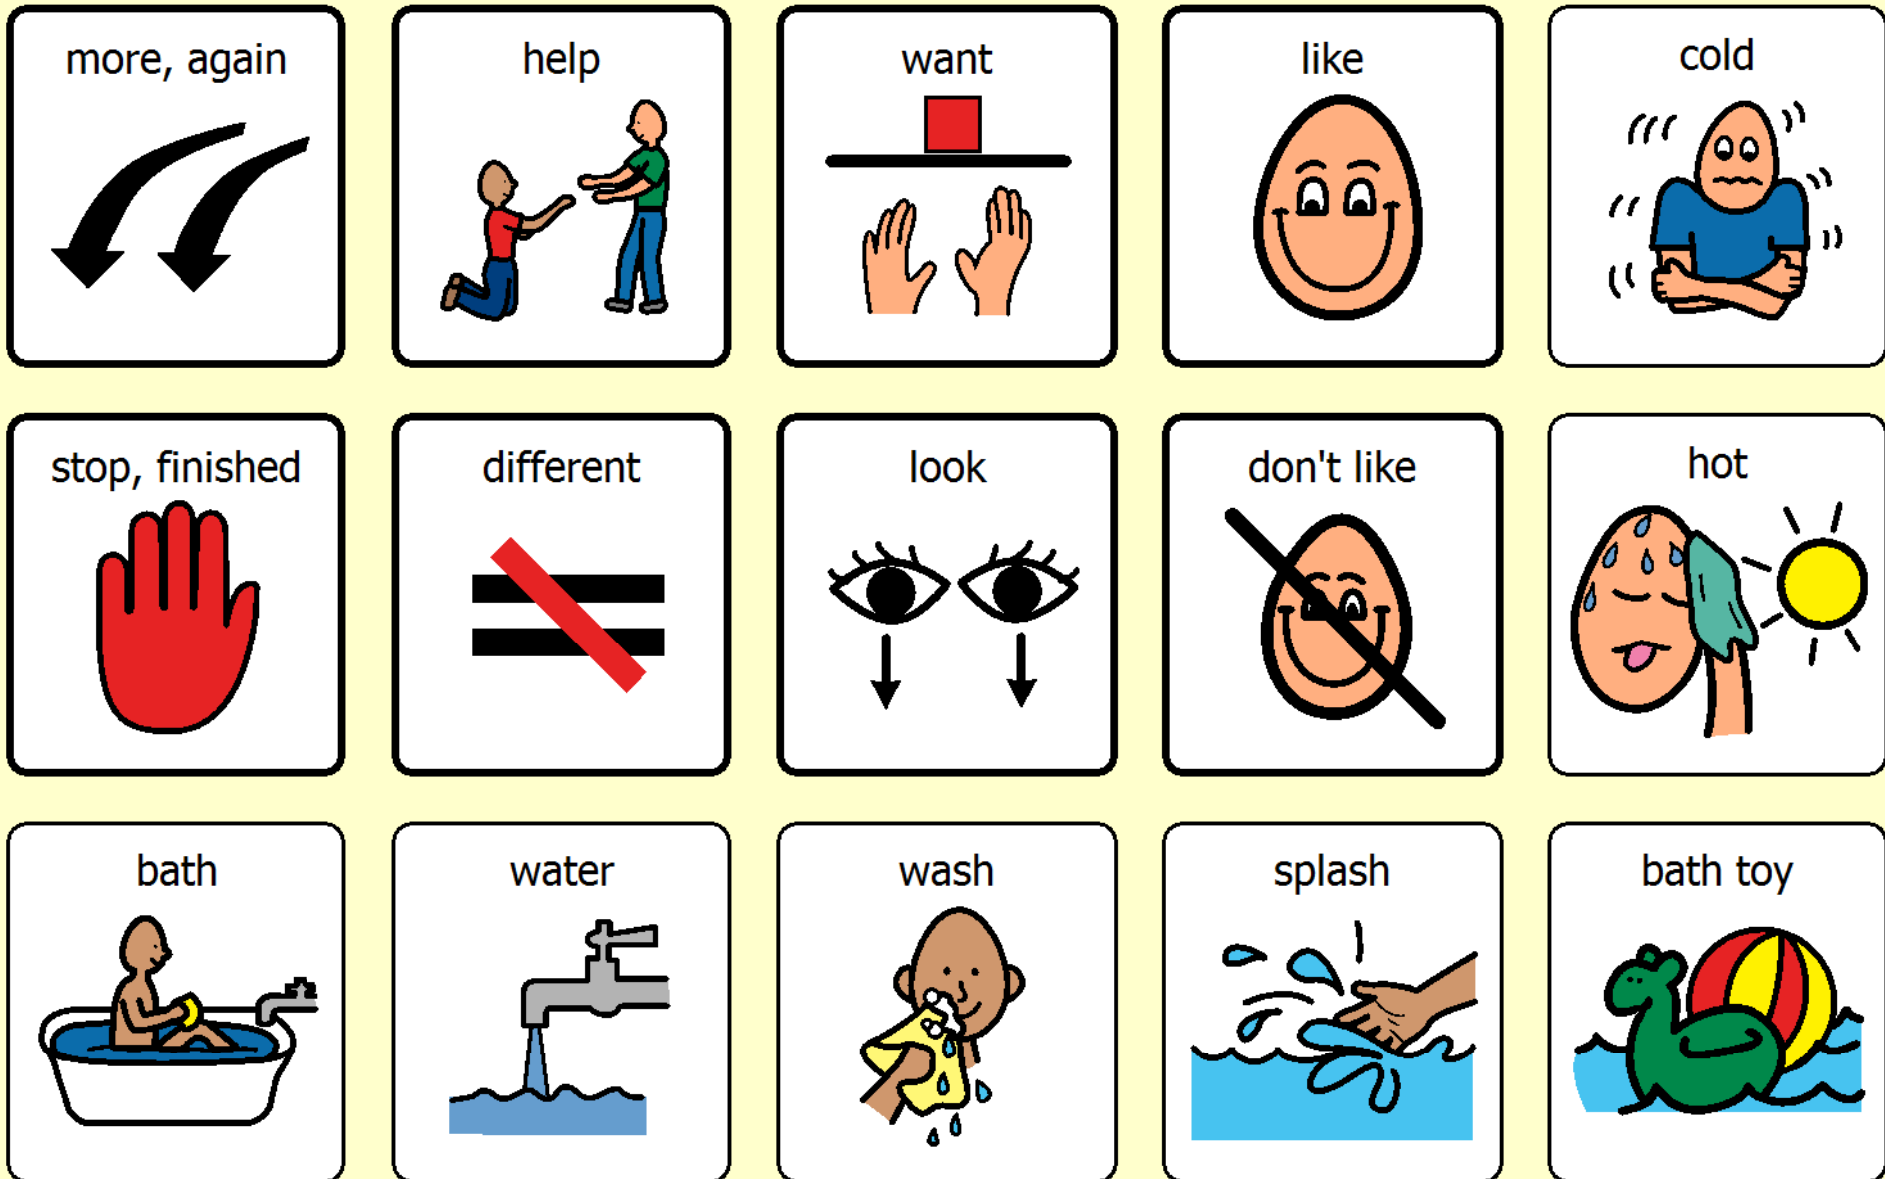 more, again
help
want
like
cold
stop, finished
different
look
don't like
hot
bath
water
wash
splash
bath toy